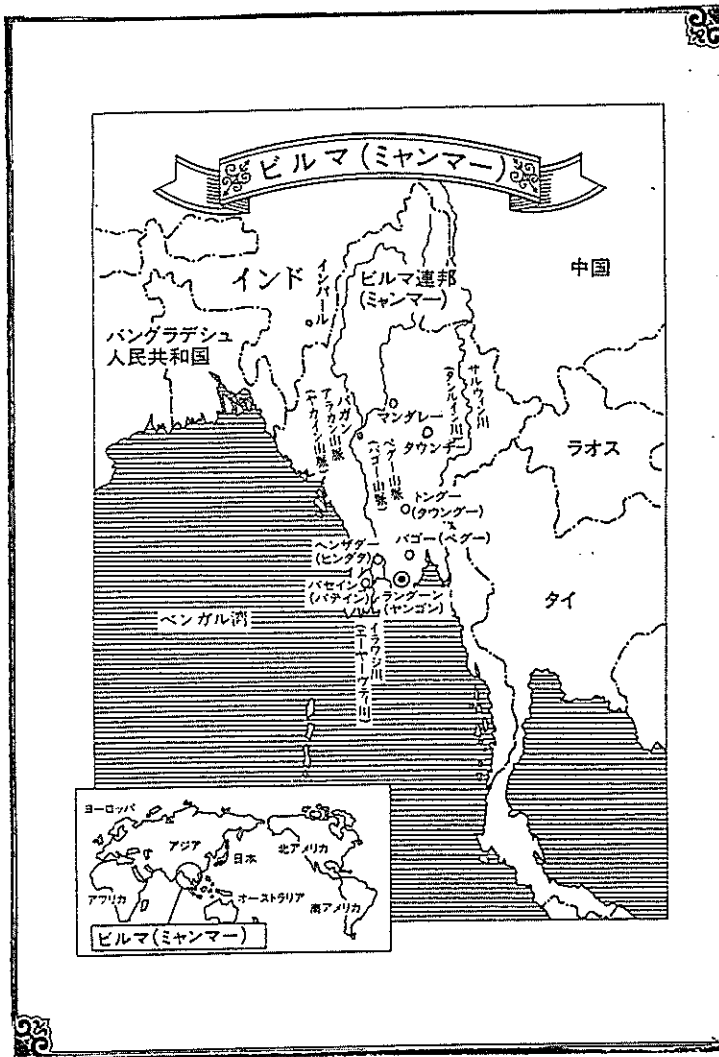 ビルマ(ミャンマー)
インド
インパール
ビルマ連邦
(ミャンマー)
中国
バングラデシュ
人民共和国
サルウィン川
(タンルイン川)
パガン
アラカン山脈
(ヤカイン山脈)
マンダレー
タウンヂー
ペグー山脈
(バゴー山脈)
ラオス
トングー
(タウングー)
ヘンザダー
(ヒンダタ)
バゴー(ペグー)
バセイン
(パテイン)
ラングーン
(ヤンゴン)
タイ
ベンガル湾
イラワジ川
(エーヤーワディ川)
ヨーロッパ
アジア
日本
北アメリカ
アフリカ
オーストラリア
南アメリカ
ビルマ(ミャンマー)